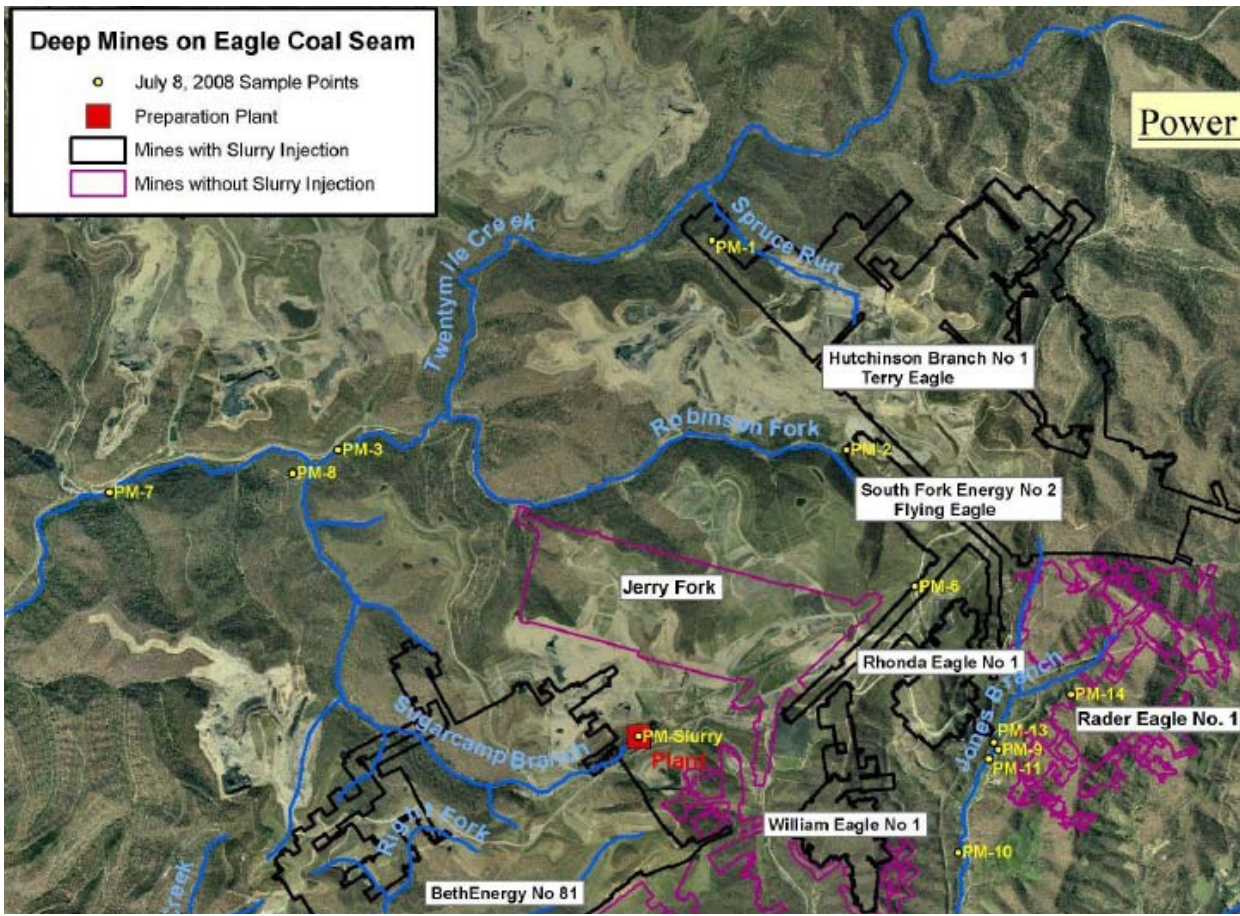 Deep Mines on Eagle Coal Seam
July 8, 2008 Sample Points
Preparation Plant
Mines with Slurry Injection
Mines without Slurry Injection
Power
Spruce Run
PM-1
Twentymile Creek
Hutchinson Branch No 1
Terry Eagle
Robinson Fork
PM-3
PM-2
PM-8
PM-7
South Fork Energy No 2
Flying Eagle
Jerry Fork
PM-6
Rhonda Eagle No 1
Jones Branch
PM-14
Rader Eagle No. 1
Sugarcamp Branch
PM-Slurry
Plant
PM-13
PM-9
PM-11
William Eagle No 1
Right Fork
PM-10
BethEnergy No 81
Creek